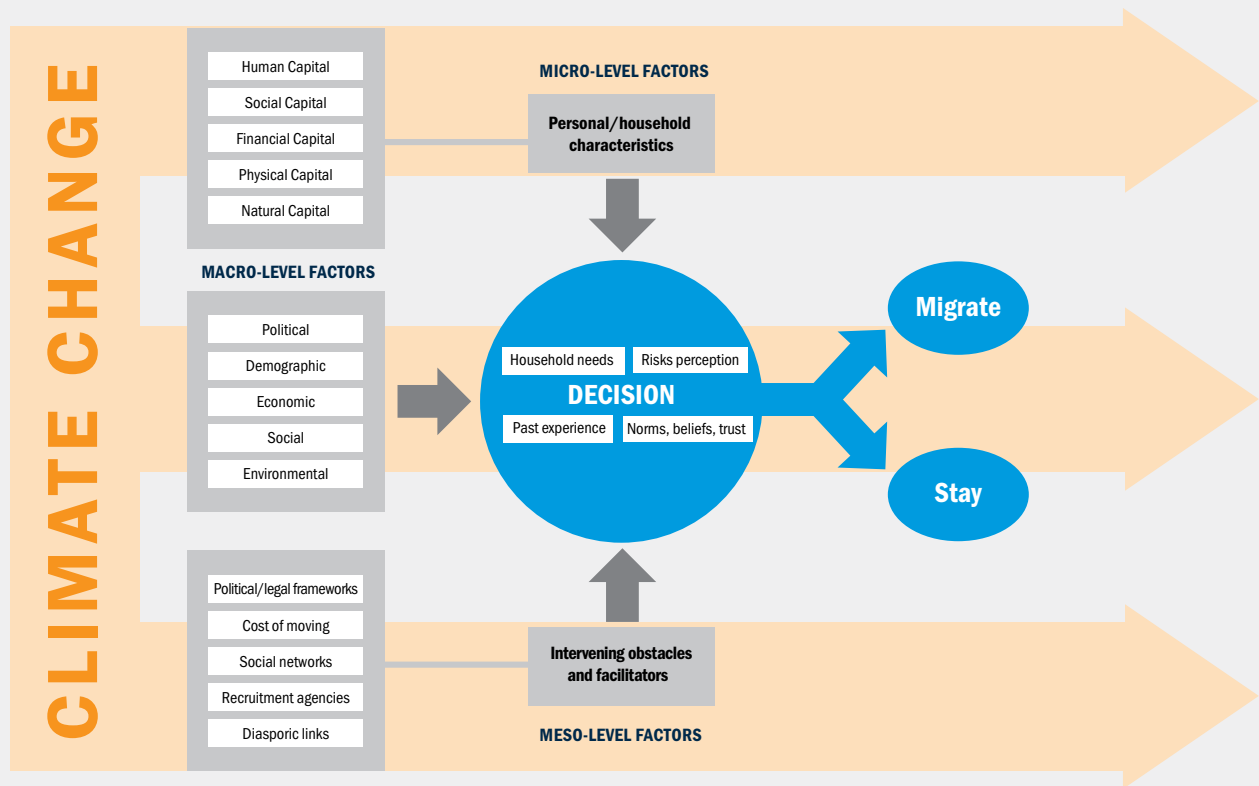 CLIMATE CHANGE
Human Capital
Social Capital
Financial Capital
Physical Capital
Natural Capital
MICRO-LEVEL FACTORS
Personal/household
characteristics
MACRO-LEVEL FACTORS
Political
Demographic
Economic
Social
Environmental
Household needs
Risks perception
DECISION
Past experience
Norms, beliefs, trust
Migrate
Stay
Political/legal frameworks
Cost of moving
Social networks
Recruitment agencies
Diasporic links
Intervening obstacles
and facilitators
MESO-LEVEL FACTORS